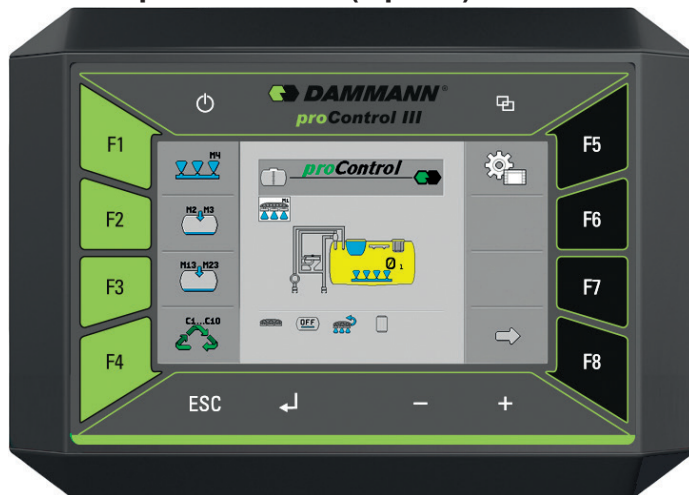 DAMMANN®
proControl III
F1
M4
proControl
F5
M1
F2
M2 M3
F6
0 1
F3
M13 M23
F7
C1...C10
OFF
F4
F8
ESC
− +